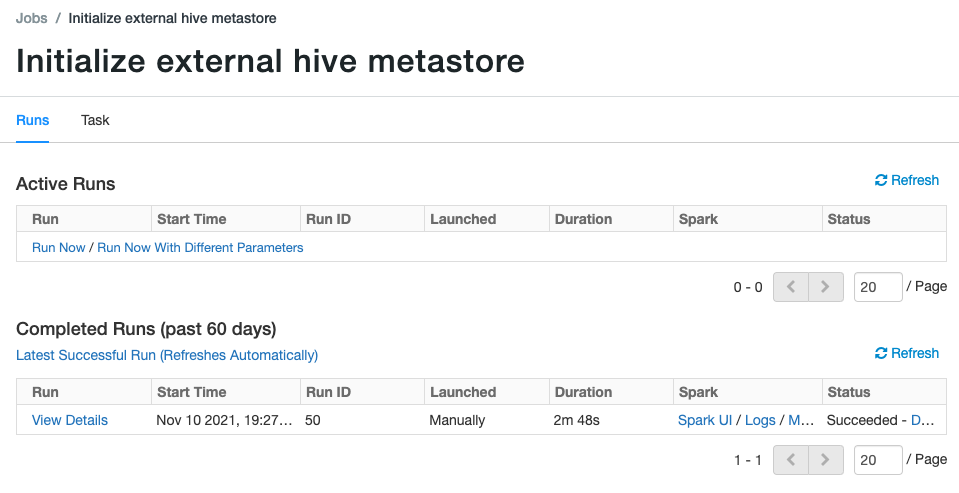 Jobs / Initialize external hive metastore
Initialize external hive metastore
Runs Task
Active Runs Refresh
Run Start Time Run ID Launched Duration Spark Status
Run Now / Run Now With Different Parameters
0 - 0 20 / Page
Completed Runs (past 60 days)
Latest Successful Run (Refreshes Automatically) Refresh
Run Start Time Run ID Launched Duration Spark Status
View Details Nov 10 2021, 19:27... 50 Manually 2m 48s Spark UI / Logs / M... Succeeded - D...
1 - 1 20 / Page